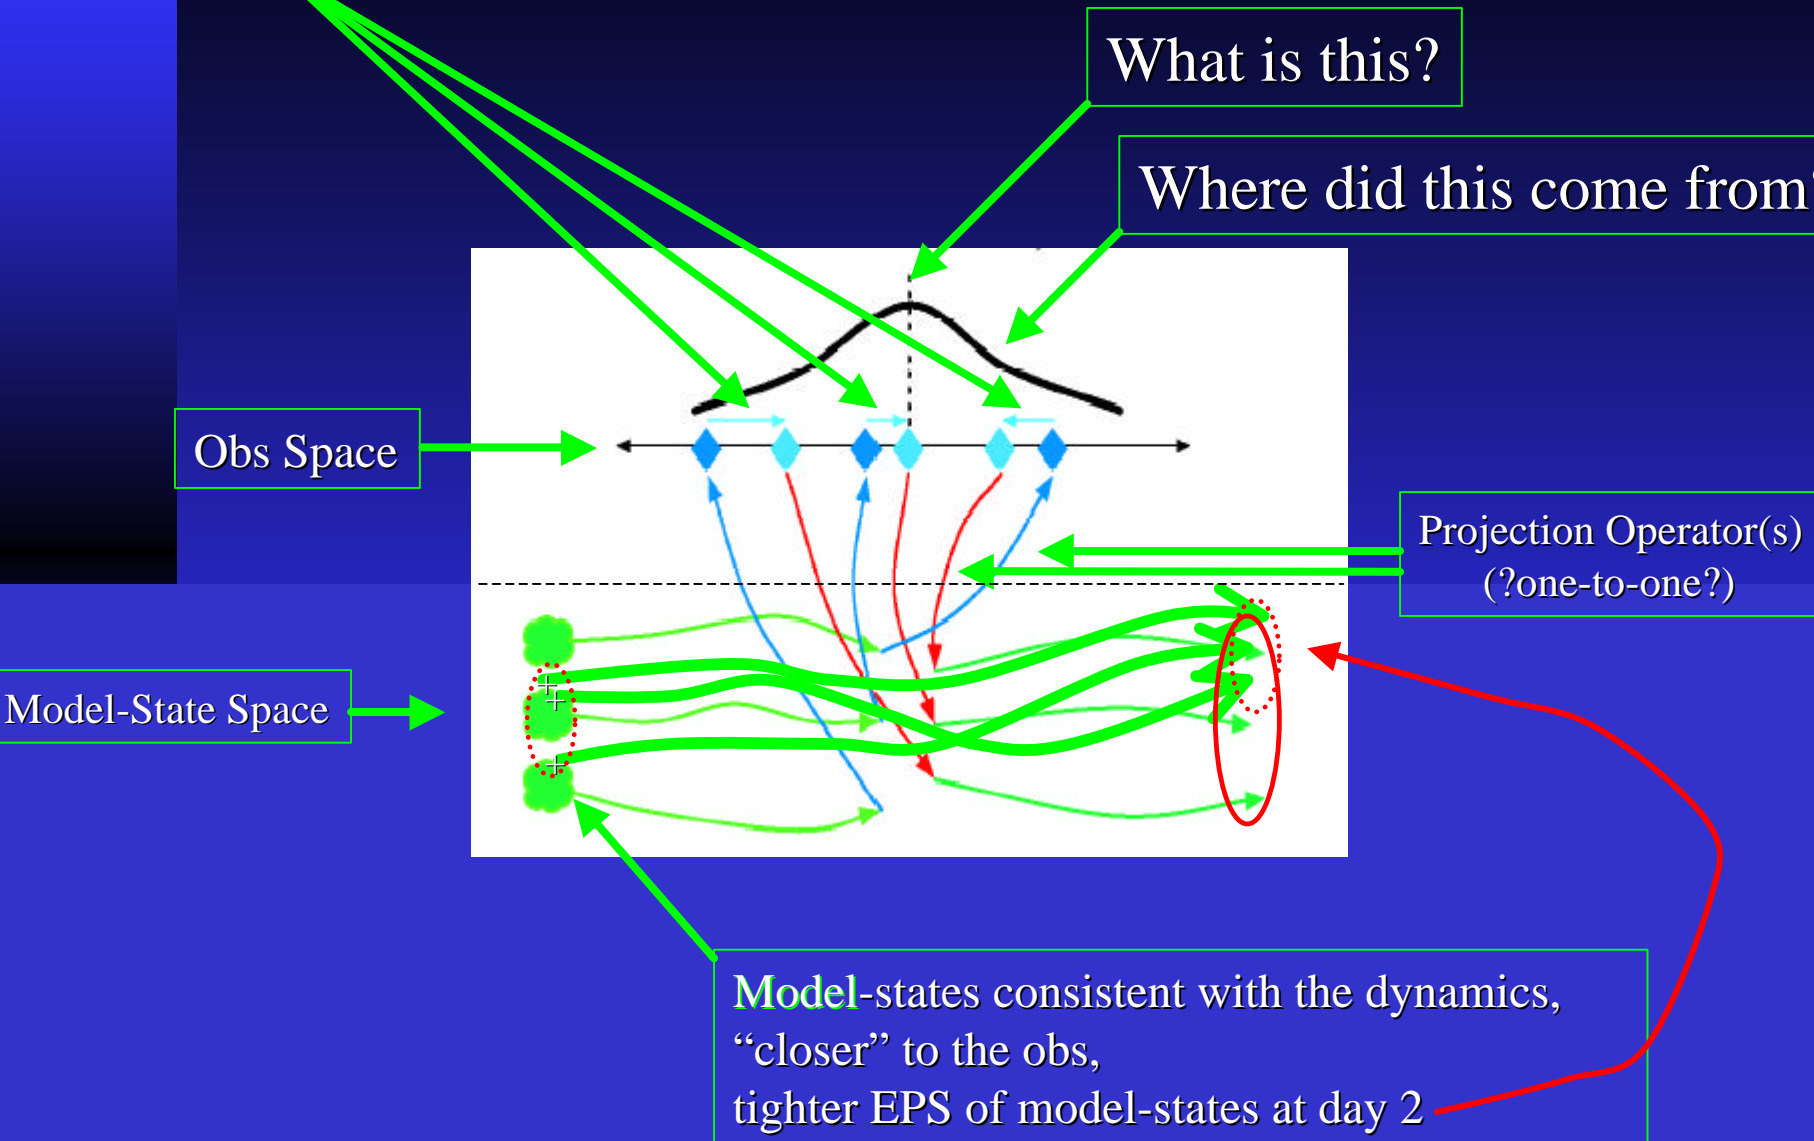 What is this?
Where did this come from?
Obs Space
Projection Operator(s)
(?one-to-one?)
Model-State Space
Model-states consistent with the dynamics,
“closer” to the obs,
tighter EPS of model-states at day 2